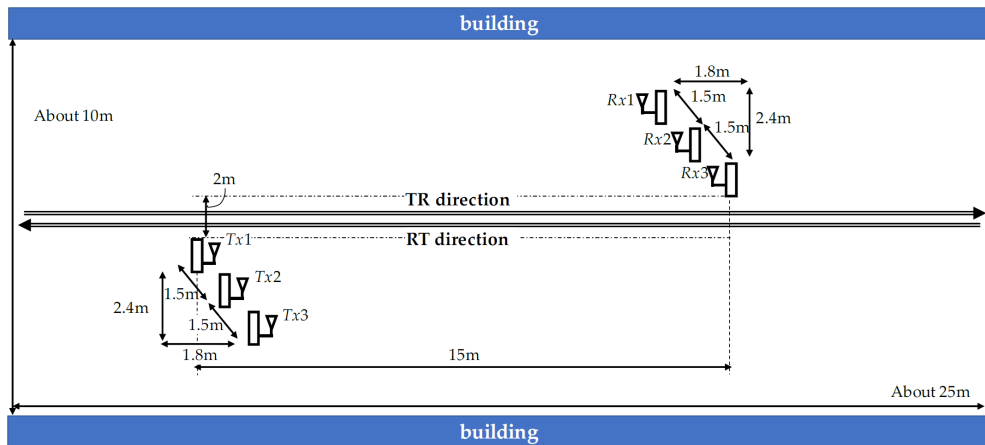 building
1.8m
Rx1
1.5m
About 10m
2.4m
1.5m
Rx2
Rx3
2m
TR direction
RT direction
Tx1
Tx2
1.5m
2.4m
Tx3
1.5m
1.8m
15m
About 25m
building